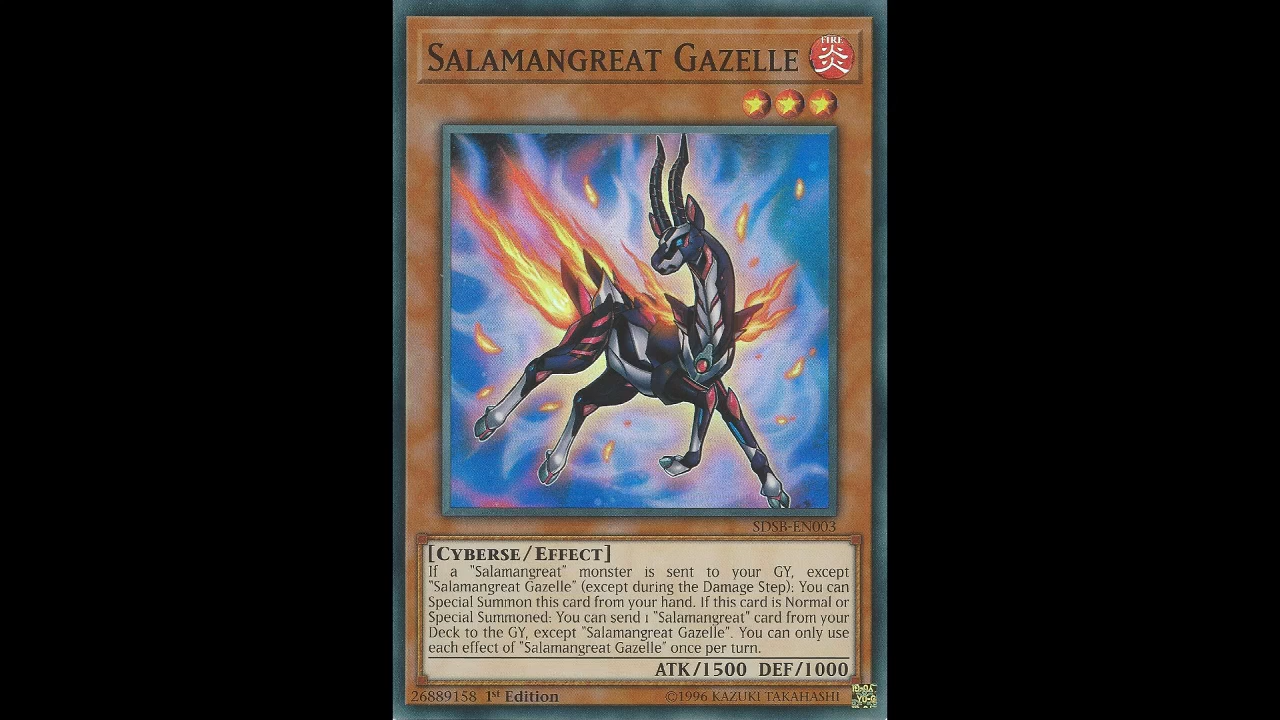 SALAMANGREAT GAZELLE
FIRE
炎
SDSB-EN003
[CYBERSE/EFFECT]
If a "Salamangreat" monster is sent to your GY, except
"Salamangreat Gazelle" (except during the Damage Step): You can
Special Summon this card from your hand. If this card is Normal or
Special Summoned: You can send 1 "Salamangreat" card from your
Deck to the GY, except "Salamangreat Gazelle". You can only use
each effect of "Salamangreat Gazelle" once per turn.
ATK/1500 DEF/1000
26889158 1st Edition ©1996 KAZUKI TAKAHASHI